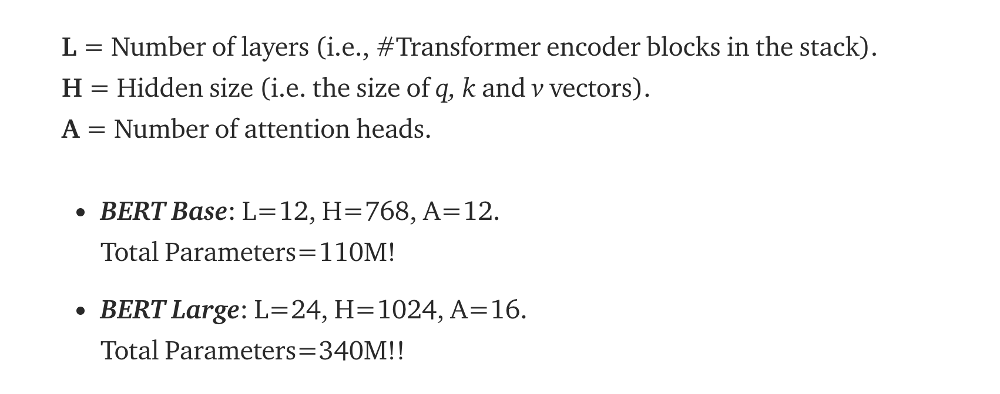 L = Number of layers (i.e., #Transformer encoder blocks in the stack).
H = Hidden size (i.e. the size of q, k and v vectors).
A = Number of attention heads.
• BERT Base: L=12, H=768, A=12.
Total Parameters=110M!
• BERT Large: L=24, H=1024, A=16.
Total Parameters=340M!!